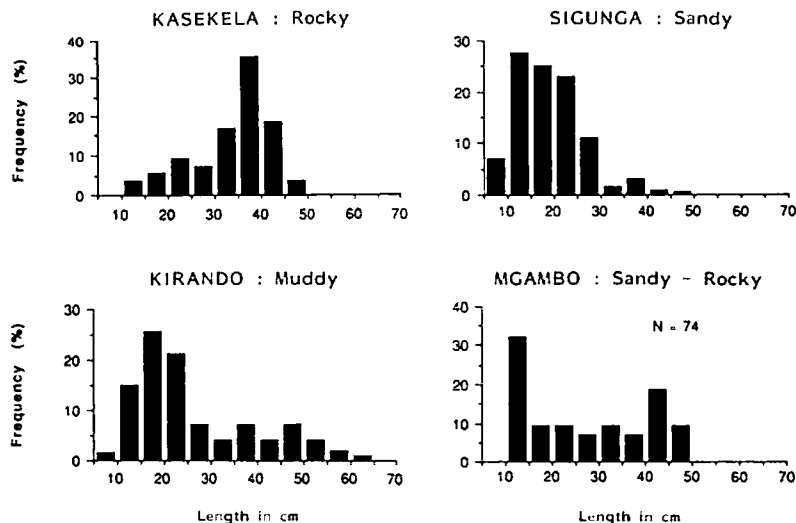 KASEKELA : Rocky
Frequency (%)
40
30
20
10
0
10 20 30 40 50 60 70
SIGUNGA : Sandy
30
20
10
0
10 20 30 40 50 60 70
KIRANDO : Muddy
Frequency (%)
30
20
10
0
10 20 30 40 50 60 70
Length in cm
MGAMBO : Sandy - Rocky
N = 74
40
30
20
10
0
10 20 30 40 50 60 70
Length in cm